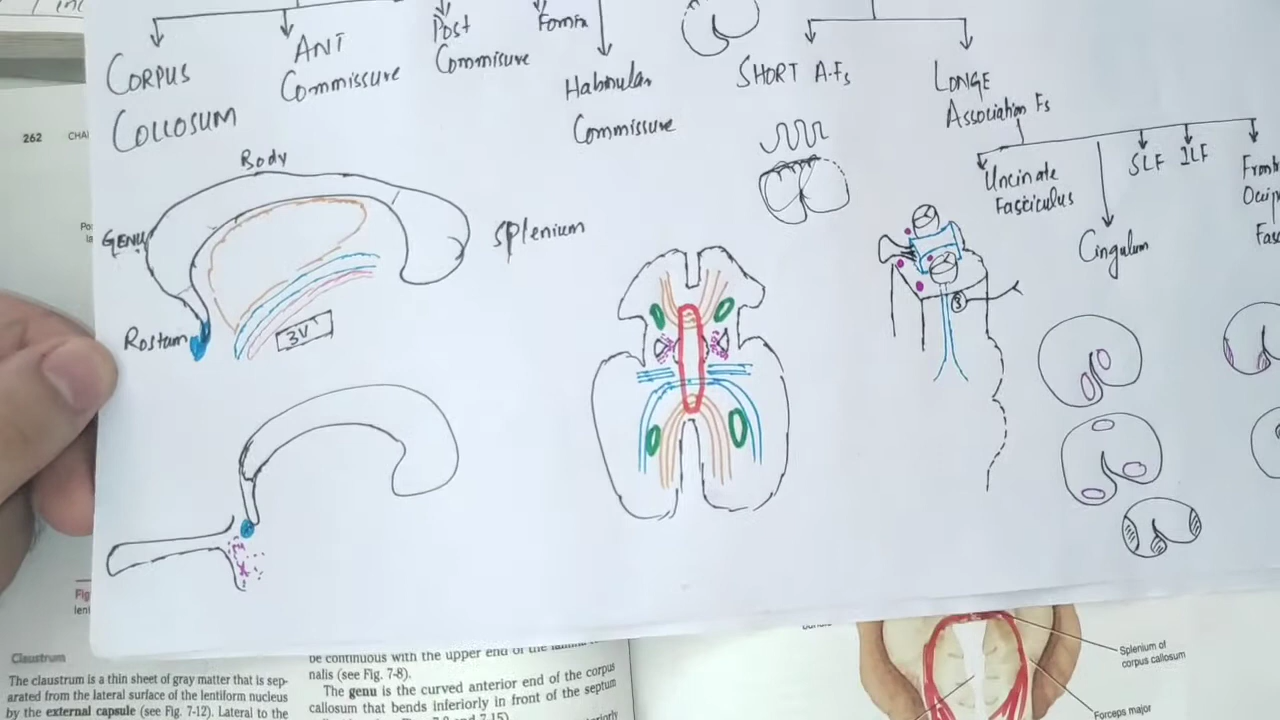 CORPUS
COLLOSUM
ANT
Commissure
Post
Commisure
Fornix
Habinular
Commissure
SHORT A.Fs
LONGE
Association Fs
Uncinate
Fasciculus
Cingulum
SLF
ILF
Body
GENU
Splenium
Rostam
3V
3
262
Claustrum
The claustrum is a thin sheet of gray matter that is sep-
arated from the lateral surface of the lentiform nucleus
by the external capsule (see Fig. 7-12). Lateral to the
be continuous with the upper end of the
nalis (see Fig. 7-8).
The genu is the curved anterior end of the corpus
callosum that bends inferiorly in front of the septum
Splenium of
corpus callosum
Forceps major